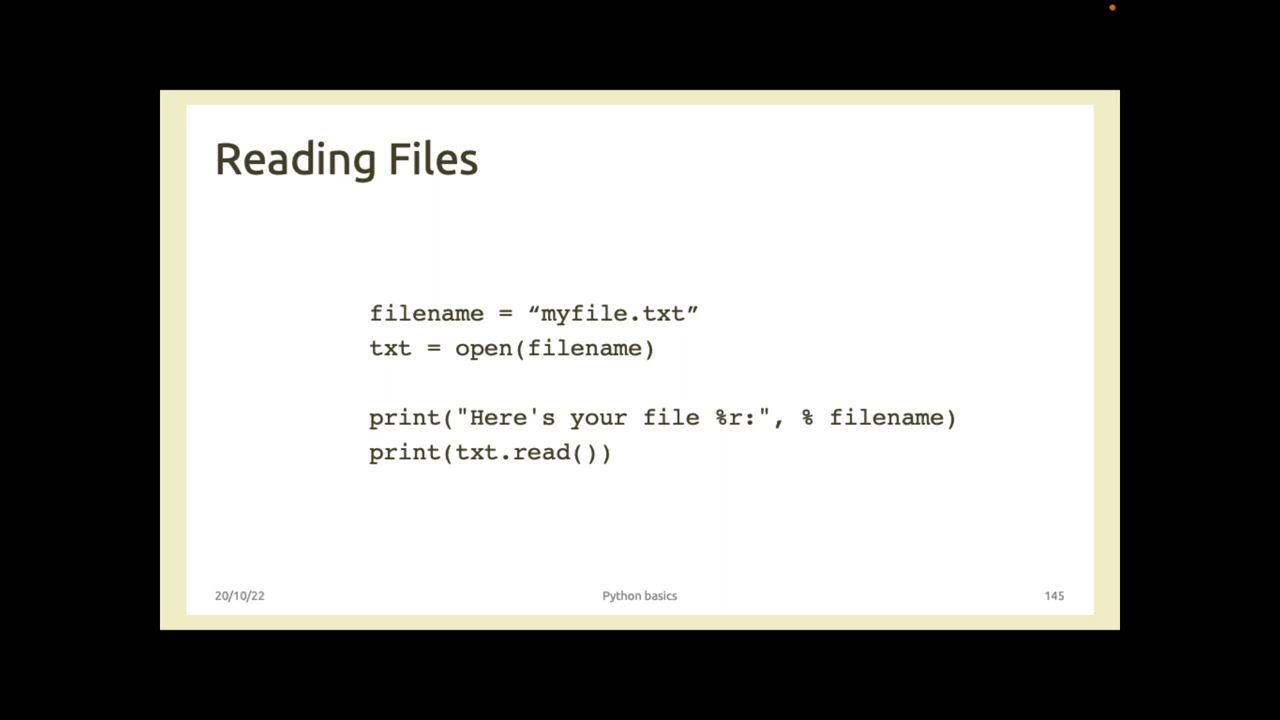 Reading Files
filename = “myfile.txt”
txt = open(filename)
print("Here's your file %r:", % filename)
print(txt.read())
20/10/22
Python basics
145